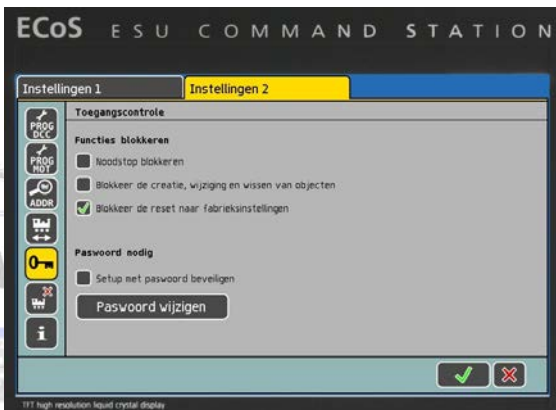 ECoS ESU COMMAND STATION
Instellingen 1
Instellingen 2
Toegangscontrole
Functies blokkeren
Noodstop blokkeren
Blokkeer de creatie, wijziging en wissen van objecten
Blokkeer de reset naar fabrieksinstellingen
Paswoord nodig
Setup met paswoord beveiligen
Paswoord wijzigen
PROG
DCC
PROG
MOT
ADDR
i
TFT high resolution liquid crystal display